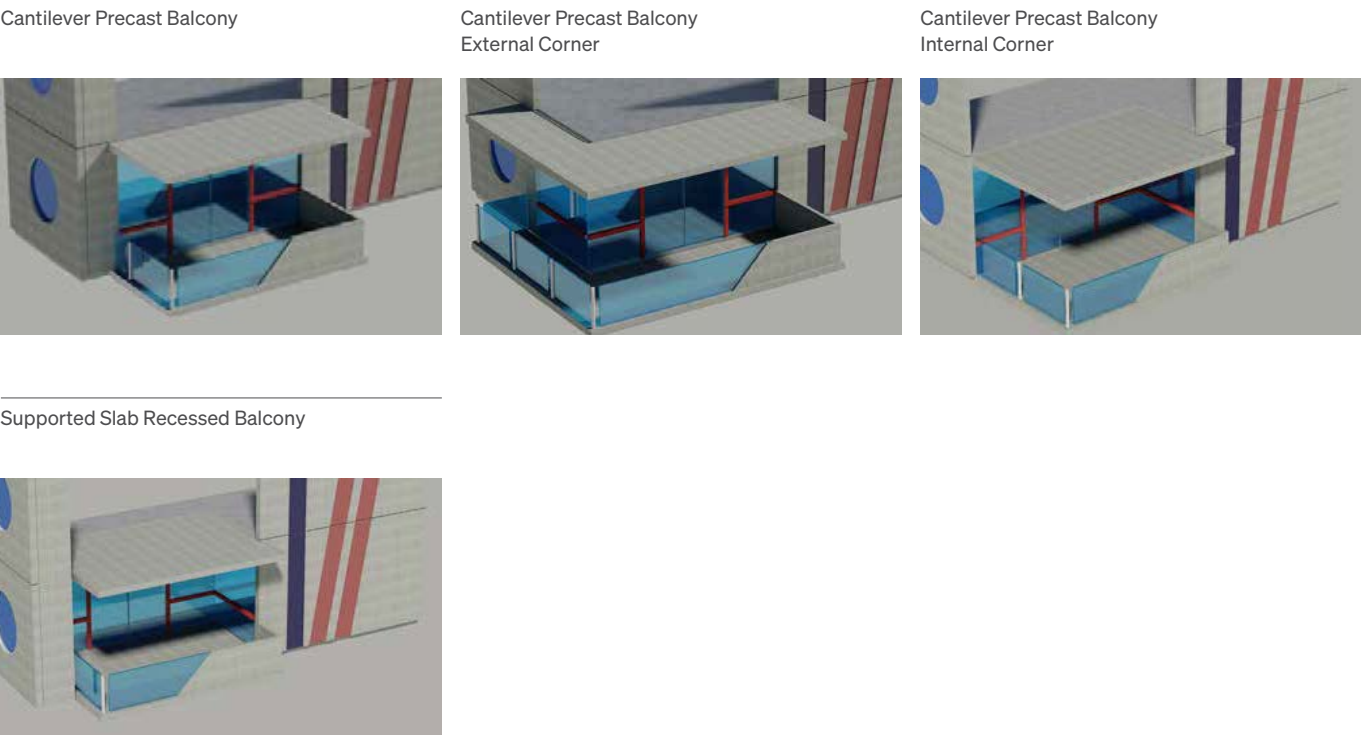 Cantilever Precast Balcony
Cantilever Precast Balcony
External Corner
Cantilever Precast Balcony
Internal Corner
Supported Slab Recessed Balcony